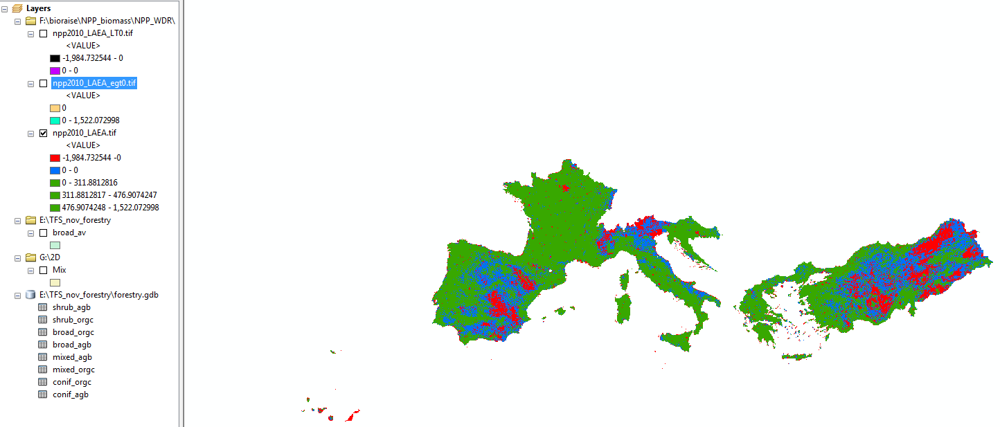 Layers
F:\bioraise\NPP_biomass\NPP_WDR\
npp2010_LAEA_LT0.tif
<VALUE>
-1,984.732544 - 0
0 - 0
npp2010_LAEA_egt0.tif
<VALUE>
0
0 - 1,522.072998
npp2010_LAEA.tif
<VALUE>
-1,984.732544 -0
0 - 0
0 - 311.8812816
311.8812817 - 476.9074247
476.9074248 - 1,522.072998
E:\TFS_nov_forestry
broad_av
G:\2D
Mix
E:\TFS_nov_forestry\forestry.gdb
shrub_agb
shrub_orgc
broad_orgc
broad_agb
mixed_agb
mixed_orgc
conif_orgc
conif_agb